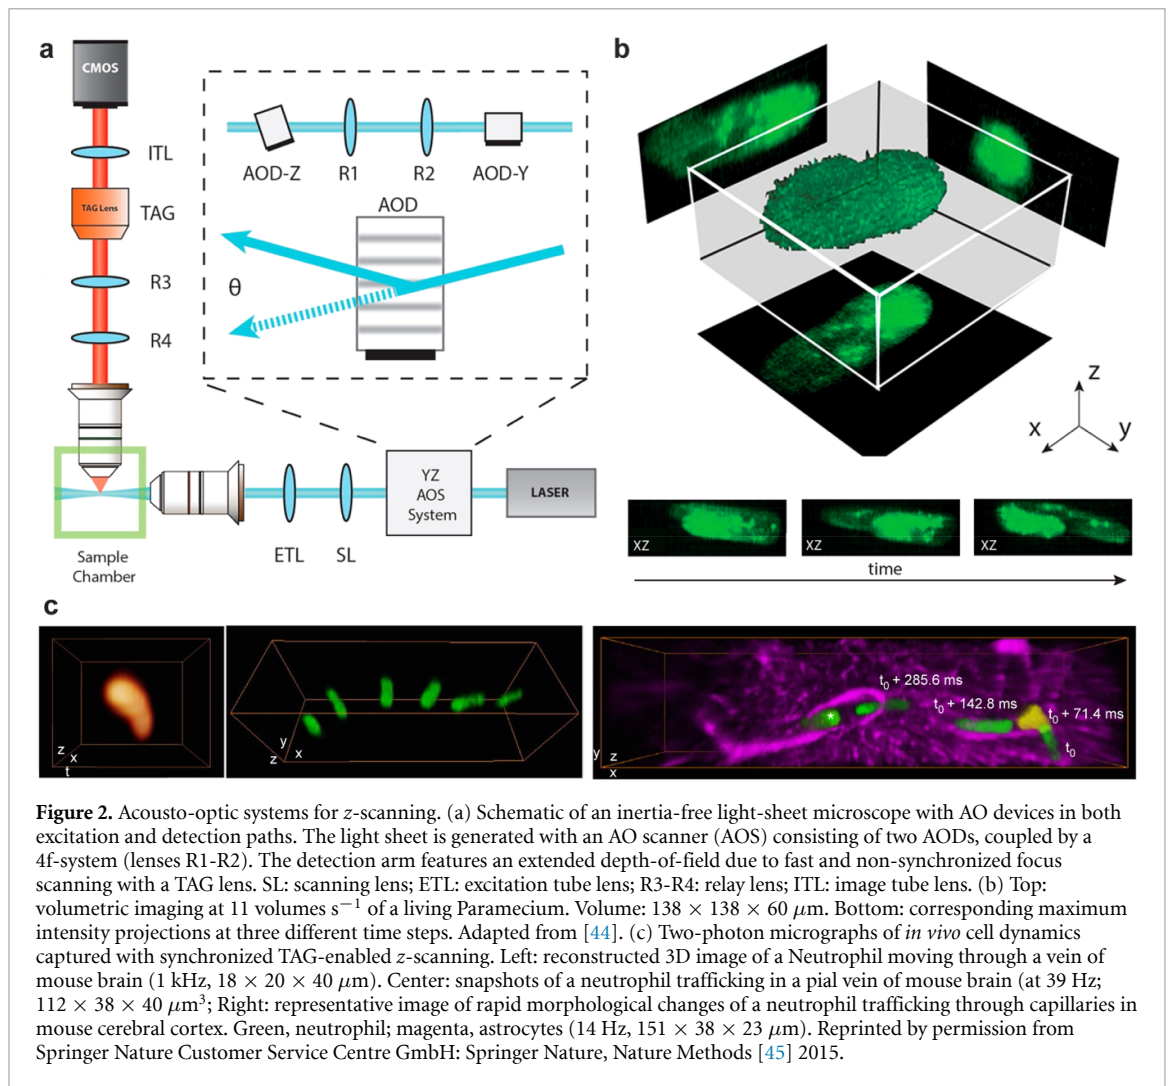 a
CMOS
ITL
TAG Lens
TAG
R3
R4
AOD-Z
R1
R2
AOD-Y
AOD
θ
YZ
AOS
System
LASER
ETL
SL
Sample
Chamber
b
z
x
y
XZ
XZ
XZ
time
c
z
x
t
y
z
x
t0 + 285.6 ms
t0 + 142.8 ms
t0 + 71.4 ms
t0
*
y
z
x
Figure 2. Acousto-optic systems for z-scanning. (a) Schematic of an inertia-free light-sheet microscope with AO devices in both
excitation and detection paths. The light sheet is generated with an AO scanner (AOS) consisting of two AODs, coupled by a
4f-system (lenses R1-R2). The detection arm features an extended depth-of-field due to fast and non-synchronized focus
scanning with a TAG lens. SL: scanning lens; ETL: excitation tube lens; R3-R4: relay lens; ITL: image tube lens. (b) Top:
volumetric imaging at 11 volumes s−1 of a living Paramecium. Volume: 138 × 138 × 60 μm. Bottom: corresponding maximum
intensity projections at three different time steps. Adapted from [44]. (c) Two-photon micrographs of in vivo cell dynamics
captured with synchronized TAG-enabled z-scanning. Left: reconstructed 3D image of a Neutrophil moving through a vein of
mouse brain (1 kHz, 18 × 20 × 40 μm). Center: snapshots of a neutrophil trafficking in a pial vein of mouse brain (at 39 Hz;
112 × 38 × 40 μm3; Right: representative image of rapid morphological changes of a neutrophil trafficking through capillaries in
mouse cerebral cortex. Green, neutrophil; magenta, astrocytes (14 Hz, 151 × 38 × 23 μm). Reprinted by permission from
Springer Nature Customer Service Centre GmbH: Springer Nature, Nature Methods [45] 2015.